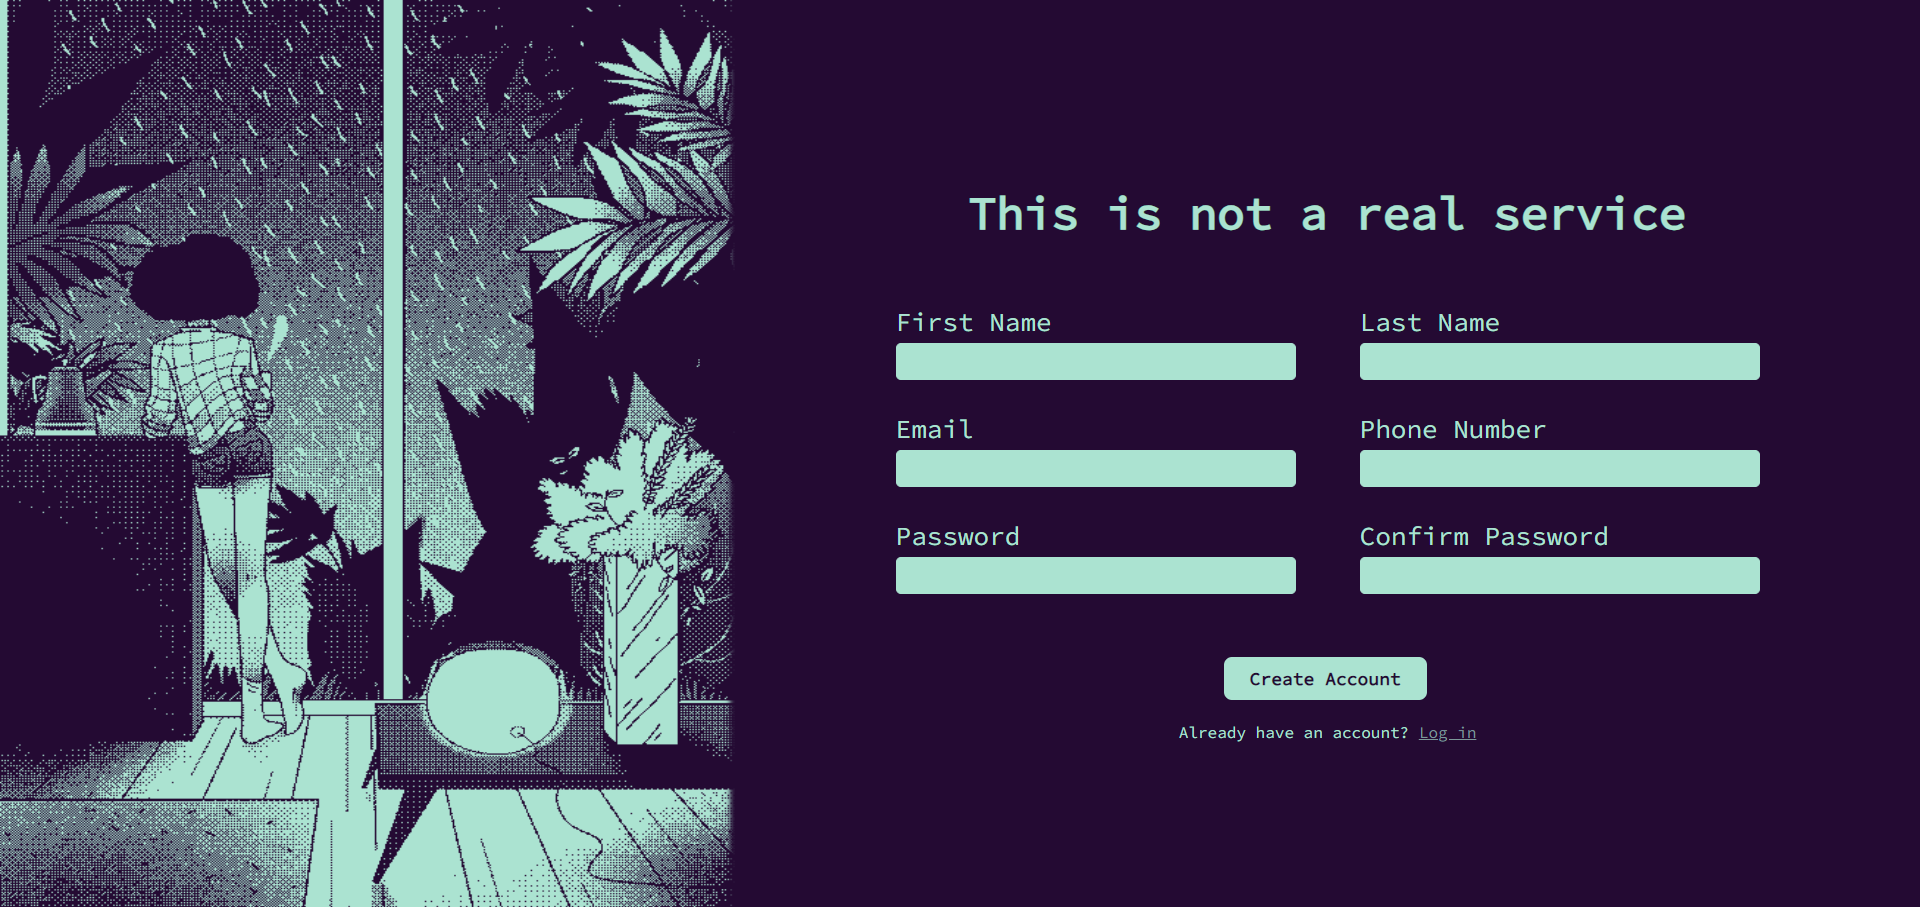 This is not a real service
First Name
Last Name
Email
Phone Number
Password
Confirm Password
Create Account
Already have an account? Log in